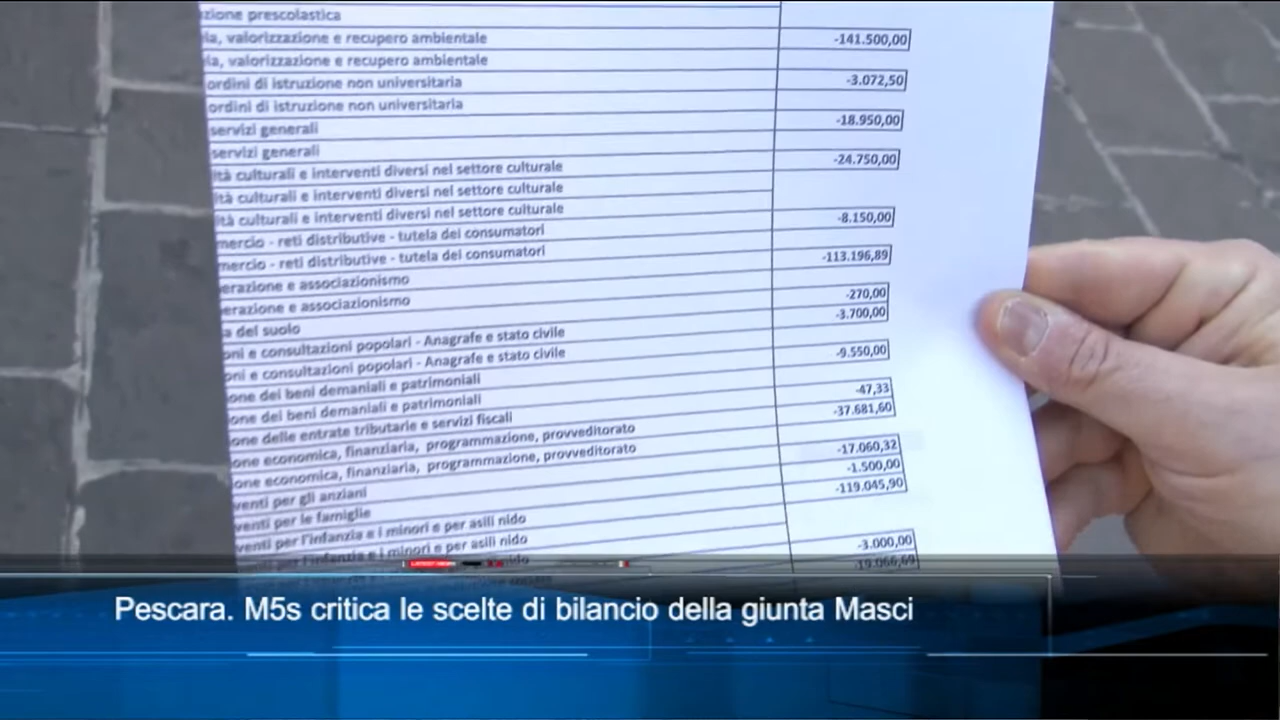 zione prescolastica
la, valorizzazione e recupero ambientale -141.500,00
la, valorizzazione e recupero ambientale
ordini di istruzione non universitaria -3.072,50
ordini di istruzione non universitaria
servizi generali -18.950,00
servizi generali
ità culturali e interventi diversi nel settore culturale -24.750,00
ità culturali e interventi diversi nel settore culturale
ità culturali e interventi diversi nel settore culturale
mercio - reti distributive - tutela dei consumatori -8.150,00
mercio - reti distributive - tutela dei consumatori
erazione e associazionismo -113.196,89
erazione e associazionismo
a del suolo -270,00
oni e consultazioni popolari - Anagrafe e stato civile -3.700,00
oni e consultazioni popolari - Anagrafe e stato civile
one dei beni demaniali e patrimoniali -9.550,00
one dei beni demaniali e patrimoniali
one delle entrate tributarie e servizi fiscali -47,33
one economica, finanziaria, programmazione, provveditorato -37.681,60
one economica, finanziaria, programmazione, provveditorato
venti per gli anziani -17.060,32
venti per le famiglie -1.500,00
venti per l'infanzia e i minori e per asili nido -119.045,90
venti per l'infanzia e i minori e per asili nido
nido -3.000,00
-19.066,69
LATEST NEWS
Pescara. M5s critica le scelte di bilancio della giunta Masci